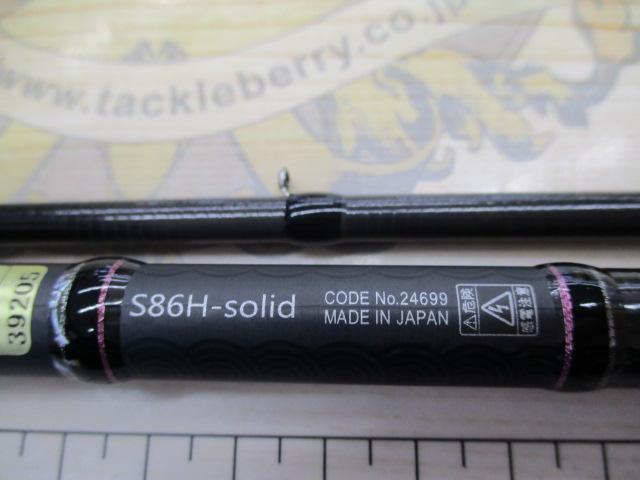 www.tackleberry.co.jp
S86H-solid
CODE No.24699
MADE IN JAPAN
危険
感電注意
39205